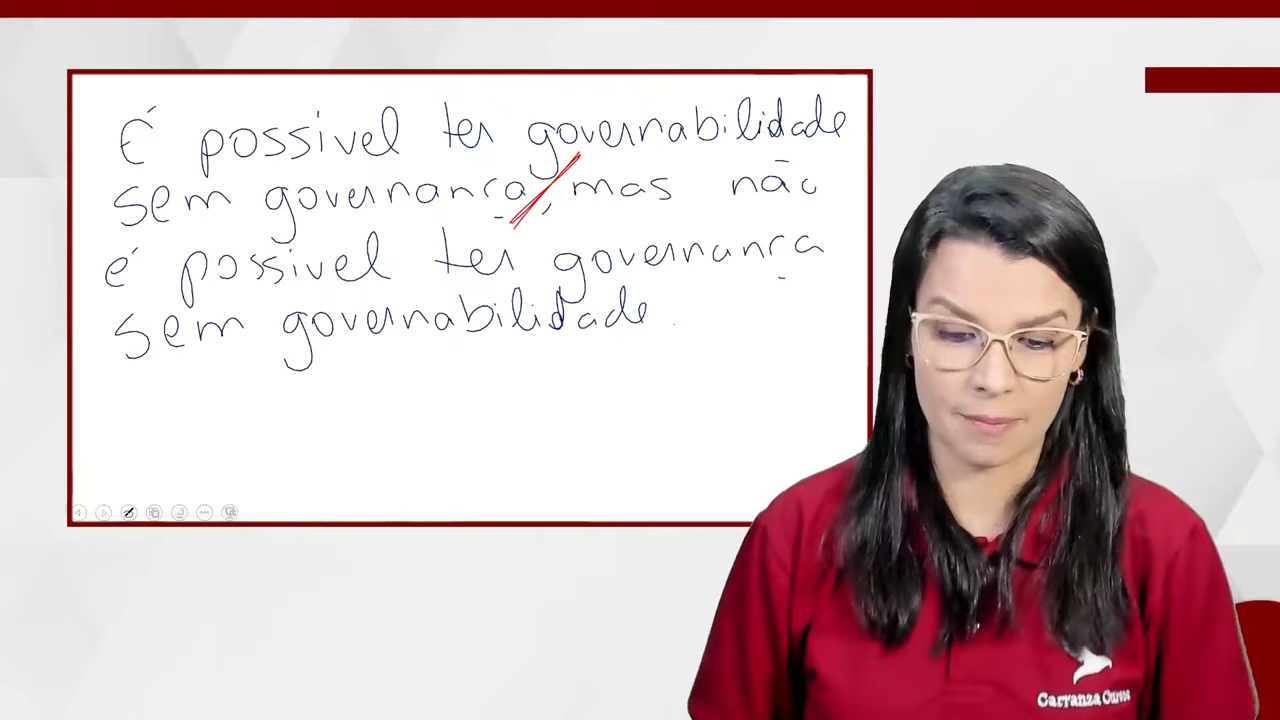 É possível ter governabilidade
sem governança, mas não
é possível ter governança
sem governabilidade.
Carranza Cursos